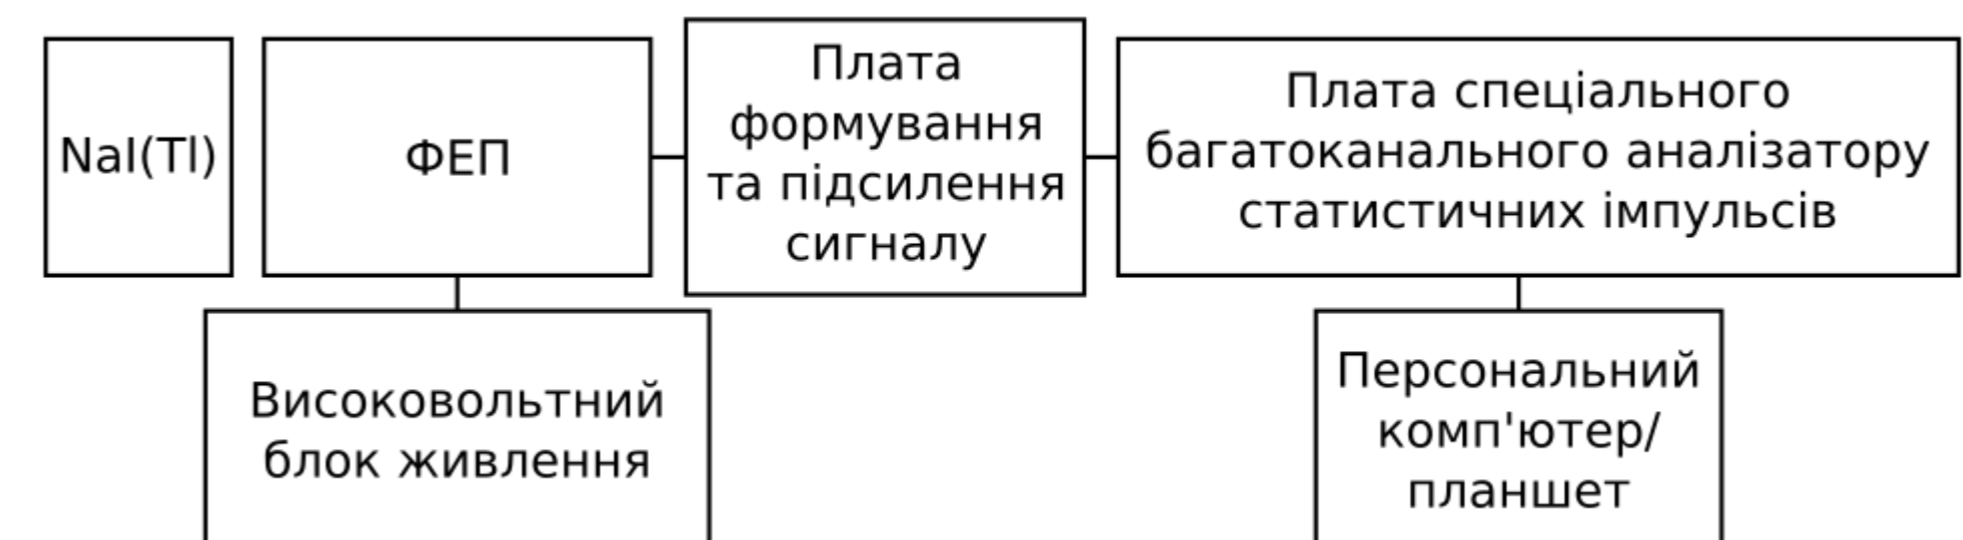 NaI(Tl)
ФЕП
Плата
формування
та підсилення
сигналу
Плата спеціального
багатоканального аналізатору
статистичних імпульсів
Високовольтний
блок живлення
Персональний
комп'ютер/
планшет